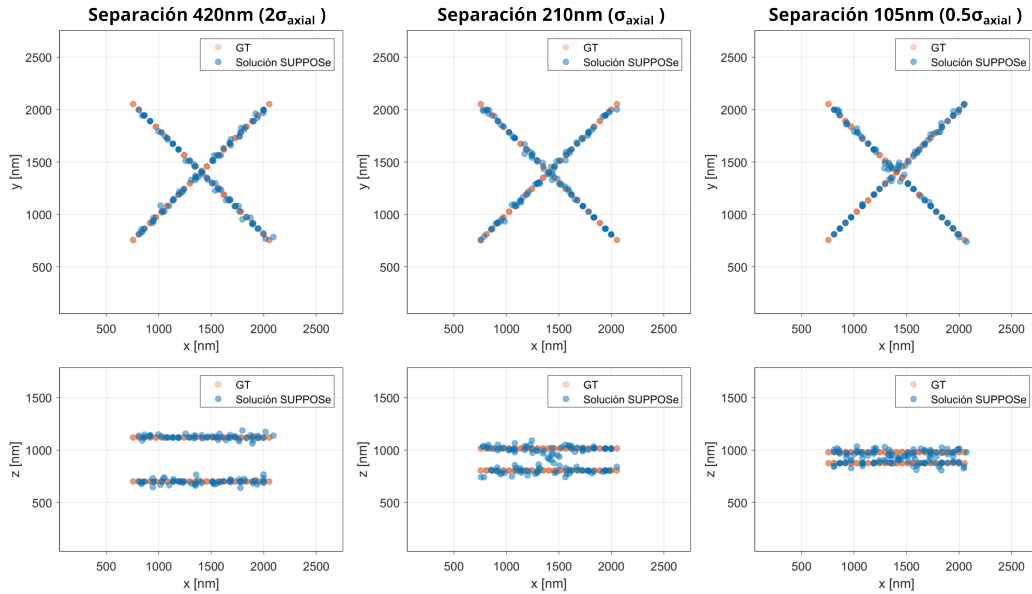 Separación 420nm (2σaxial )
Separación 210nm (σaxial )
Separación 105nm (0.5σaxial )
GT
Solución SUPPOSe
2500
2000
1500
1000
500
y [nm]
500
1000
1500
2000
2500
x [nm]
GT
Solución SUPPOSe
2500
2000
1500
1000
500
y [nm]
500
1000
1500
2000
2500
x [nm]
GT
Solución SUPPOSe
2500
2000
1500
1000
500
y [nm]
500
1000
1500
2000
2500
x [nm]
GT
Solución SUPPOSe
1500
1000
500
z [nm]
500
1000
1500
2000
2500
x [nm]
GT
Solución SUPPOSe
1500
1000
500
z [nm]
500
1000
1500
2000
2500
x [nm]
GT
Solución SUPPOSe
1500
1000
500
z [nm]
500
1000
1500
2000
2500
x [nm]